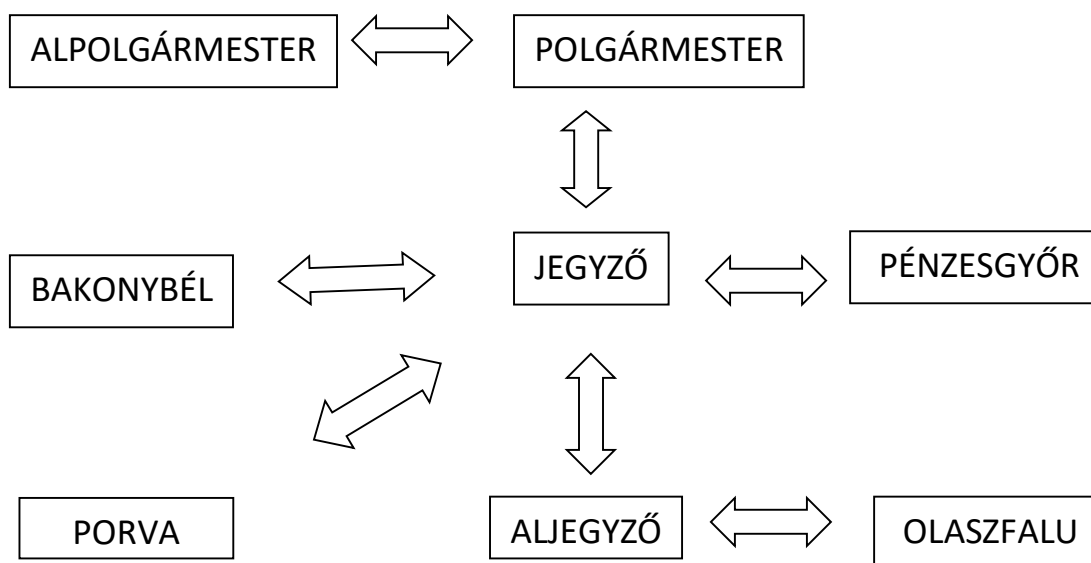 ALPOLGÁRMESTER
POLGÁRMESTER
BAKONYBÉL
JEGYZŐ
PÉNZESGYŐR
PORVA
ALJEGYZŐ
OLASZFALU